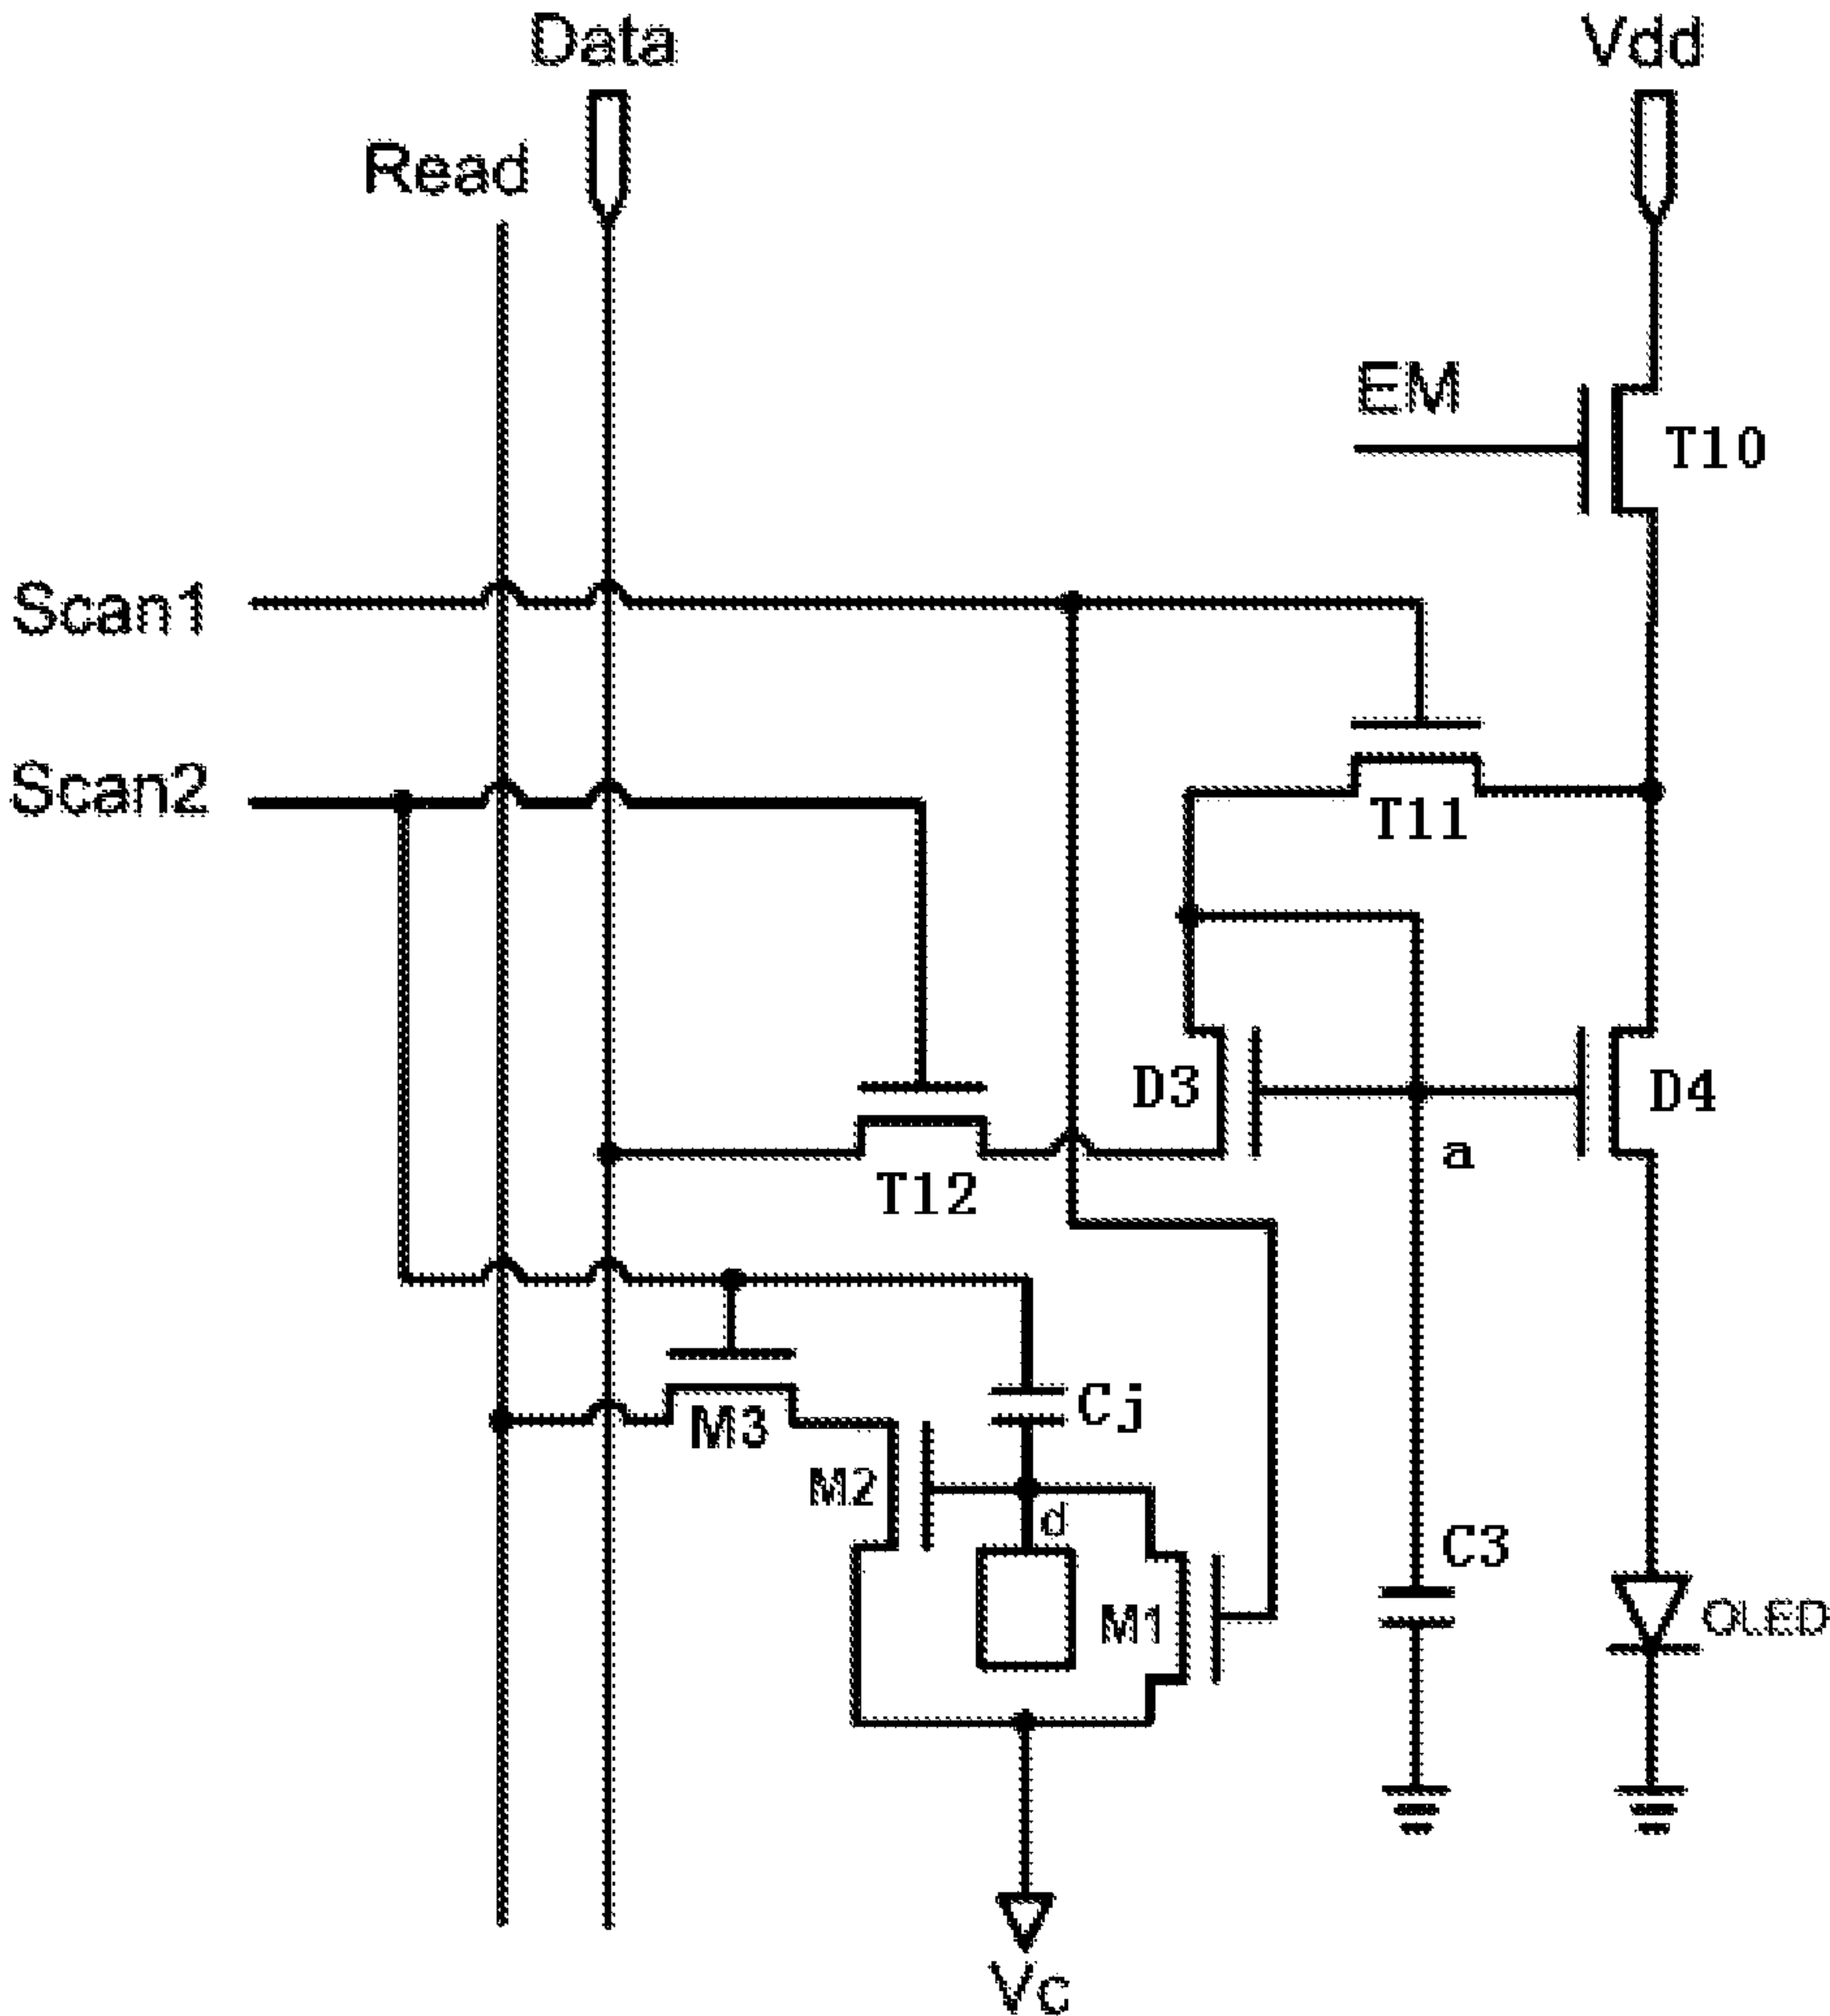 Data
Vdd
Read
EM
T10
Scan1
Scan2
T11
D3
D4
a
T12
Cj
M3
M2
d
C3
M1
OLED
Vc